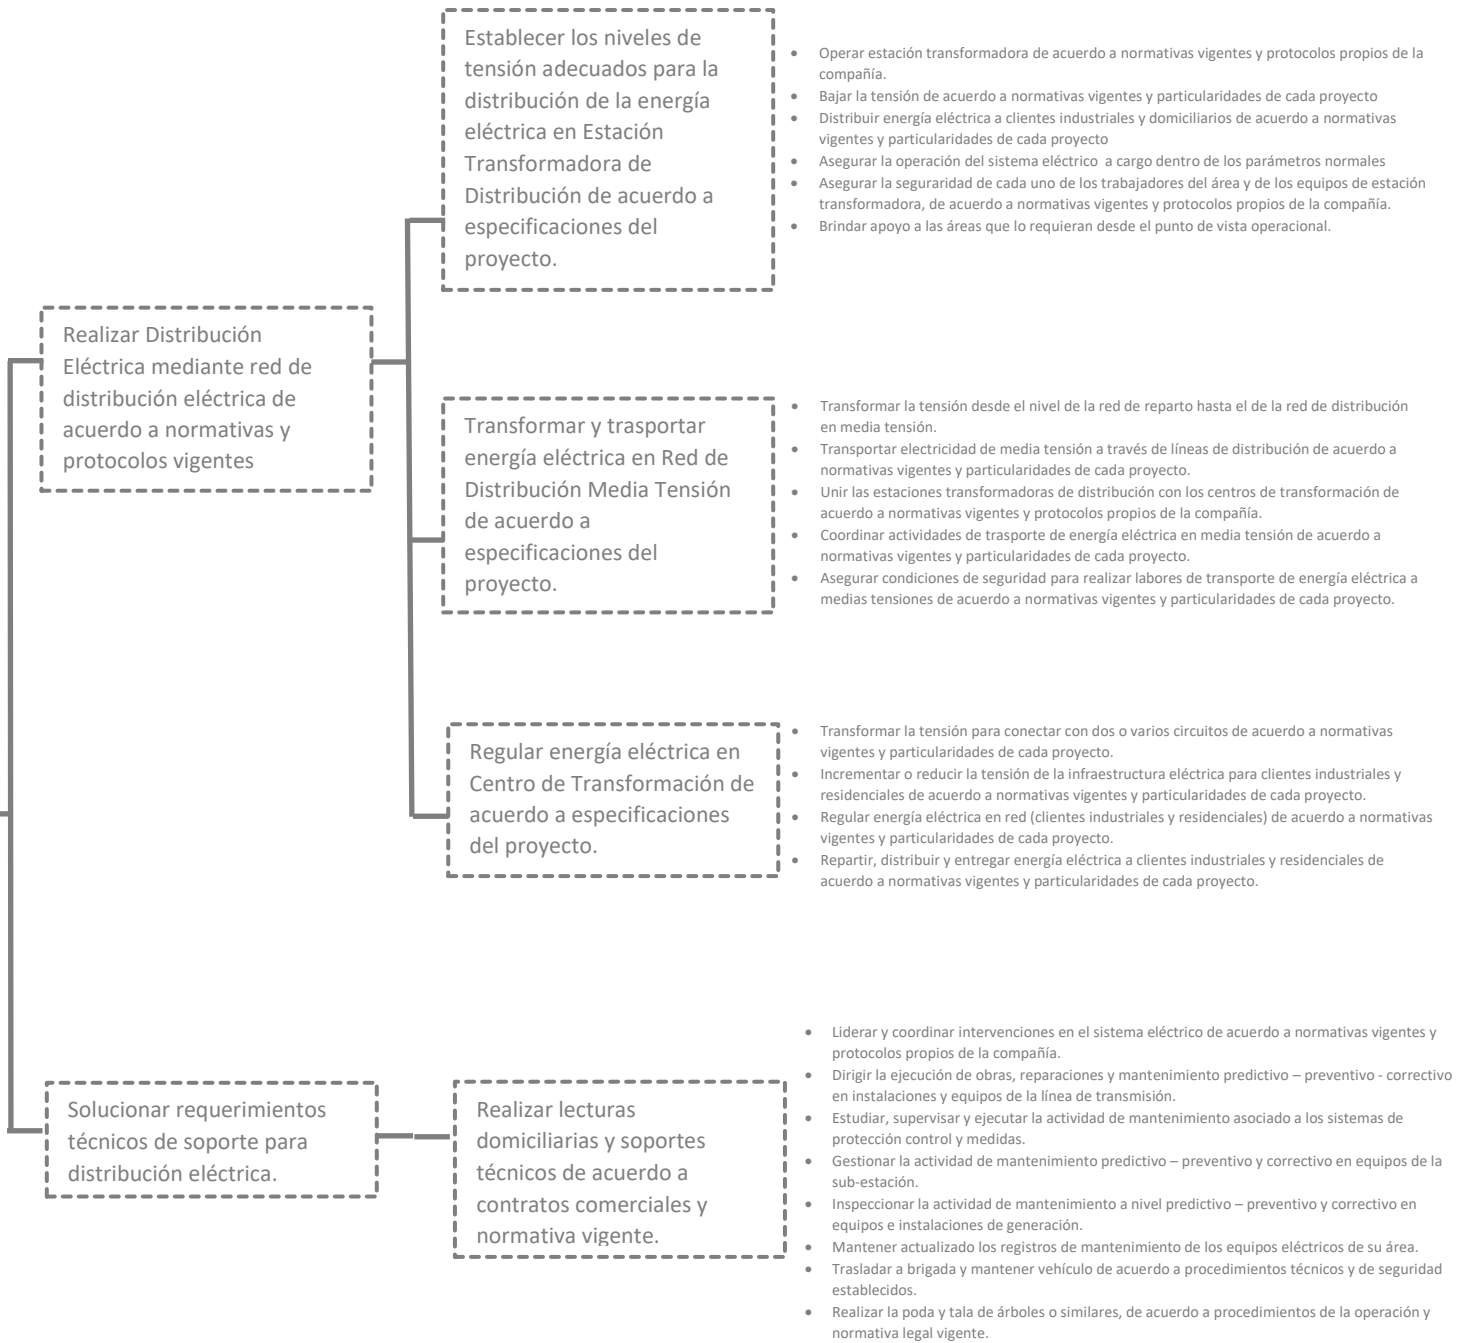 Establecer los niveles de
tensión adecuados para la
distribución de la energía
eléctrica en Estación
Transformadora de
Distribución de acuerdo a
especificaciones del
proyecto.
• Operar estación transformadora de acuerdo a normativas vigentes y protocolos propios de la
compañía.
• Bajar la tensión de acuerdo a normativas vigentes y particularidades de cada proyecto
• Distribuir energía eléctrica a clientes industriales y domiciliarios de acuerdo a normativas
vigentes y particularidades de cada proyecto
• Asegurar la operación del sistema eléctrico a cargo dentro de los parámetros normales
• Asegurar la seguraridad de cada uno de los trabajadores del área y de los equipos de estación
transformadora, de acuerdo a normativas vigentes y protocolos propios de la compañía.
• Brindar apoyo a las áreas que lo requieran desde el punto de vista operacional.
Realizar Distribución
Eléctrica mediante red de
distribución eléctrica de
acuerdo a normativas y
protocolos vigentes
Transformar y trasportar
energía eléctrica en Red de
Distribución Media Tensión
de acuerdo a
especificaciones del
proyecto.
• Transformar la tensión desde el nivel de la red de reparto hasta el de la red de distribución
en media tensión.
• Transportar electricidad de media tensión a través de líneas de distribución de acuerdo a
normativas vigentes y particularidades de cada proyecto.
• Unir las estaciones transformadoras de distribución con los centros de transformación de
acuerdo a normativas vigentes y protocolos propios de la compañía.
• Coordinar actividades de trasporte de energía eléctrica en media tensión de acuerdo a
normativas vigentes y particularidades de cada proyecto.
• Asegurar condiciones de seguridad para realizar labores de transporte de energía eléctrica a
medias tensiones de acuerdo a normativas vigentes y particularidades de cada proyecto.
Regular energía eléctrica en
Centro de Transformación de
acuerdo a especificaciones
del proyecto.
• Transformar la tensión para conectar con dos o varios circuitos de acuerdo a normativas
vigentes y particularidades de cada proyecto.
• Incrementar o reducir la tensión de la infraestructura eléctrica para clientes industriales y
residenciales de acuerdo a normativas vigentes y particularidades de cada proyecto.
• Regular energía eléctrica en red (clientes industriales y residenciales) de acuerdo a normativas
vigentes y particularidades de cada proyecto.
• Repartir, distribuir y entregar energía eléctrica a clientes industriales y residenciales de
acuerdo a normativas vigentes y particularidades de cada proyecto.
Solucionar requerimientos
técnicos de soporte para
distribución eléctrica.
Realizar lecturas
domiciliarias y soportes
técnicos de acuerdo a
contratos comerciales y
normativa vigente.
• Liderar y coordinar intervenciones en el sistema eléctrico de acuerdo a normativas vigentes y
protocolos propios de la compañía.
• Dirigir la ejecución de obras, reparaciones y mantenimiento predictivo – preventivo - correctivo
en instalaciones y equipos de la línea de transmisión.
• Estudiar, supervisar y ejecutar la actividad de mantenimiento asociado a los sistemas de
protección control y medidas.
• Gestionar la actividad de mantenimiento predictivo – preventivo y correctivo en equipos de la
sub-estación.
• Inspeccionar la actividad de mantenimiento a nivel predictivo – preventivo y correctivo en
equipos e instalaciones de generación.
• Mantener actualizado los registros de mantenimiento de los equipos eléctricos de su área.
• Trasladar a brigada y mantener vehículo de acuerdo a procedimientos técnicos y de seguridad
establecidos.
• Realizar la poda y tala de árboles o similares, de acuerdo a procedimientos de la operación y
normativa legal vigente.